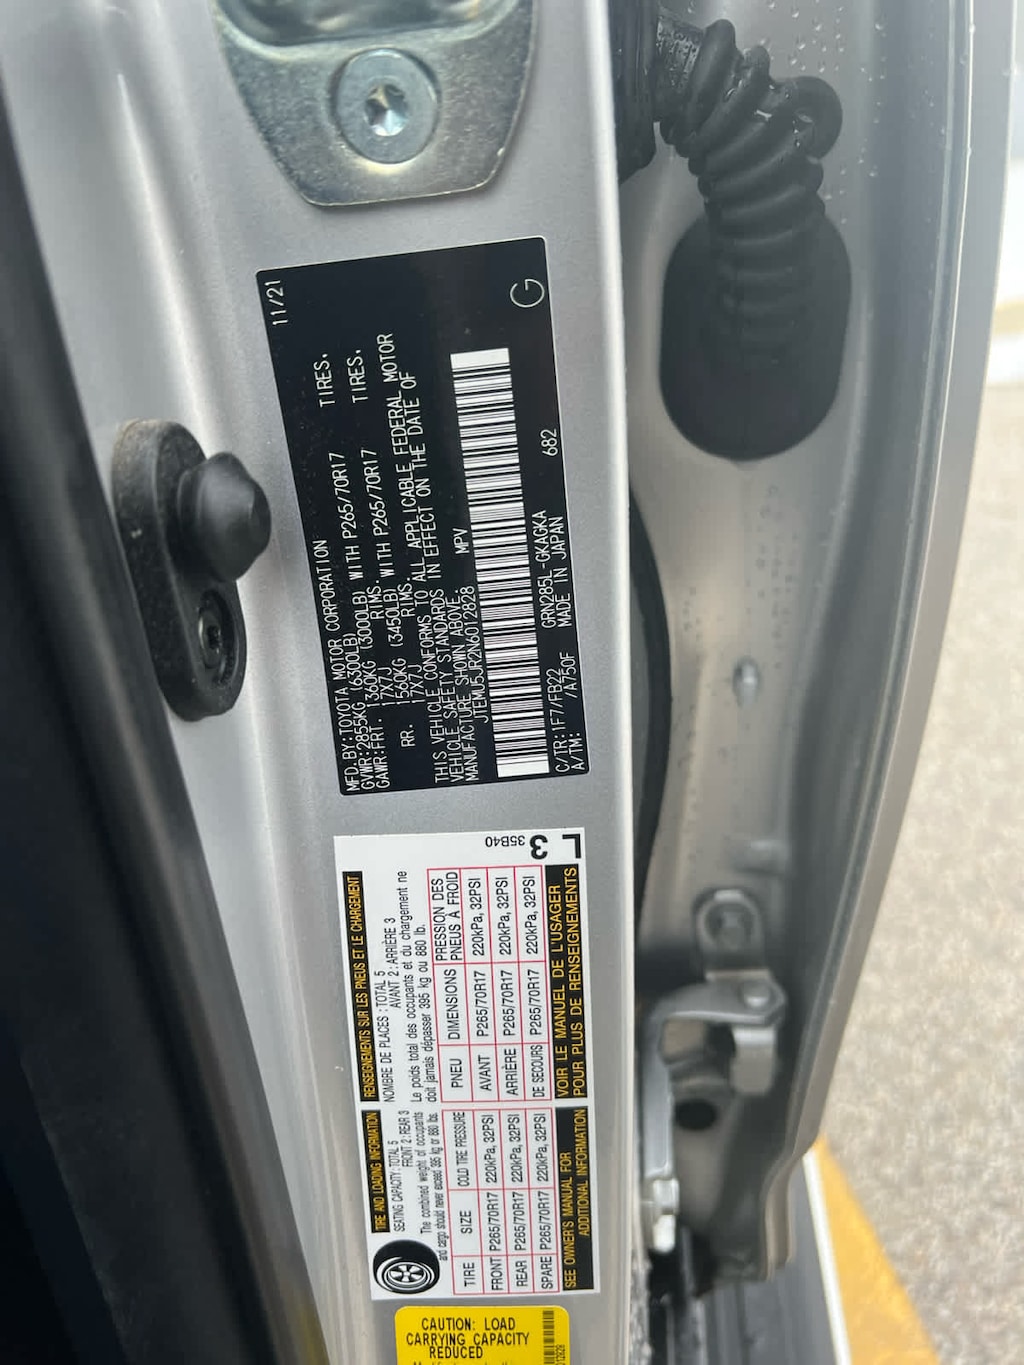 11/21
MFD.BY:TOYOTA MOTOR CORPORATION
GVWR:2855KG (6300LB)
GAWR:FRT. 1360KG (3000LB) WITH P265/70R17 TIRES.
17X7J RIMS.
RR. 1560KG (3450LB) WITH P265/70R17 TIRES.
17X7J RIMS.
THIS VEHICLE CONFORMS TO ALL APPLICABLE FEDERAL MOTOR
VEHICLE SAFETY STANDARDS IN EFFECT ON THE DATE OF
MANUFACTURE SHOWN ABOVE.
JTEMU5JR2N6012828 MPV
G
C/TR:1F7/FB22 GRN285L-GKAGKA 682
A/TM: /A750F MADE IN JAPAN
TIRE AND LOADING INFORMATION
SEATING CAPACITY:TOTAL 5
FRONT 2:REAR 3
The combined weight of occupants
and cargo should never exceed 395 kg or 880 lbs.
TIRE SIZE COLD TIRE PRESSURE
FRONT P265/70R17 220kPa, 32PSI
REAR P265/70R17 220kPa, 32PSI
SPARE P265/70R17 220kPa, 32PSI
SEE OWNER'S MANUAL FOR
ADDITIONAL INFORMATION
RENSEIGNEMENTS SUR LES PNEUS ET LE CHARGEMENT
NOMBRE DE PLACES :TOTAL 5
AVANT 2:ARRIÈRE 3
Le poids total des occupants et du chargement ne
doit jamais dépasser 395 kg ou 880 lb.
PNEU DIMENSIONS PRESSION DES PNEUS À FROID
AVANT P265/70R17 220kPa, 32PSI
ARRIÈRE P265/70R17 220kPa, 32PSI
DE SECOURS P265/70R17 220kPa, 32PSI
VOIR LE MANUEL DE L'USAGER
POUR PLUS DE RENSEIGNEMENTS
35B40
3
L
CAUTION: LOAD
CARRYING CAPACITY
REDUCED